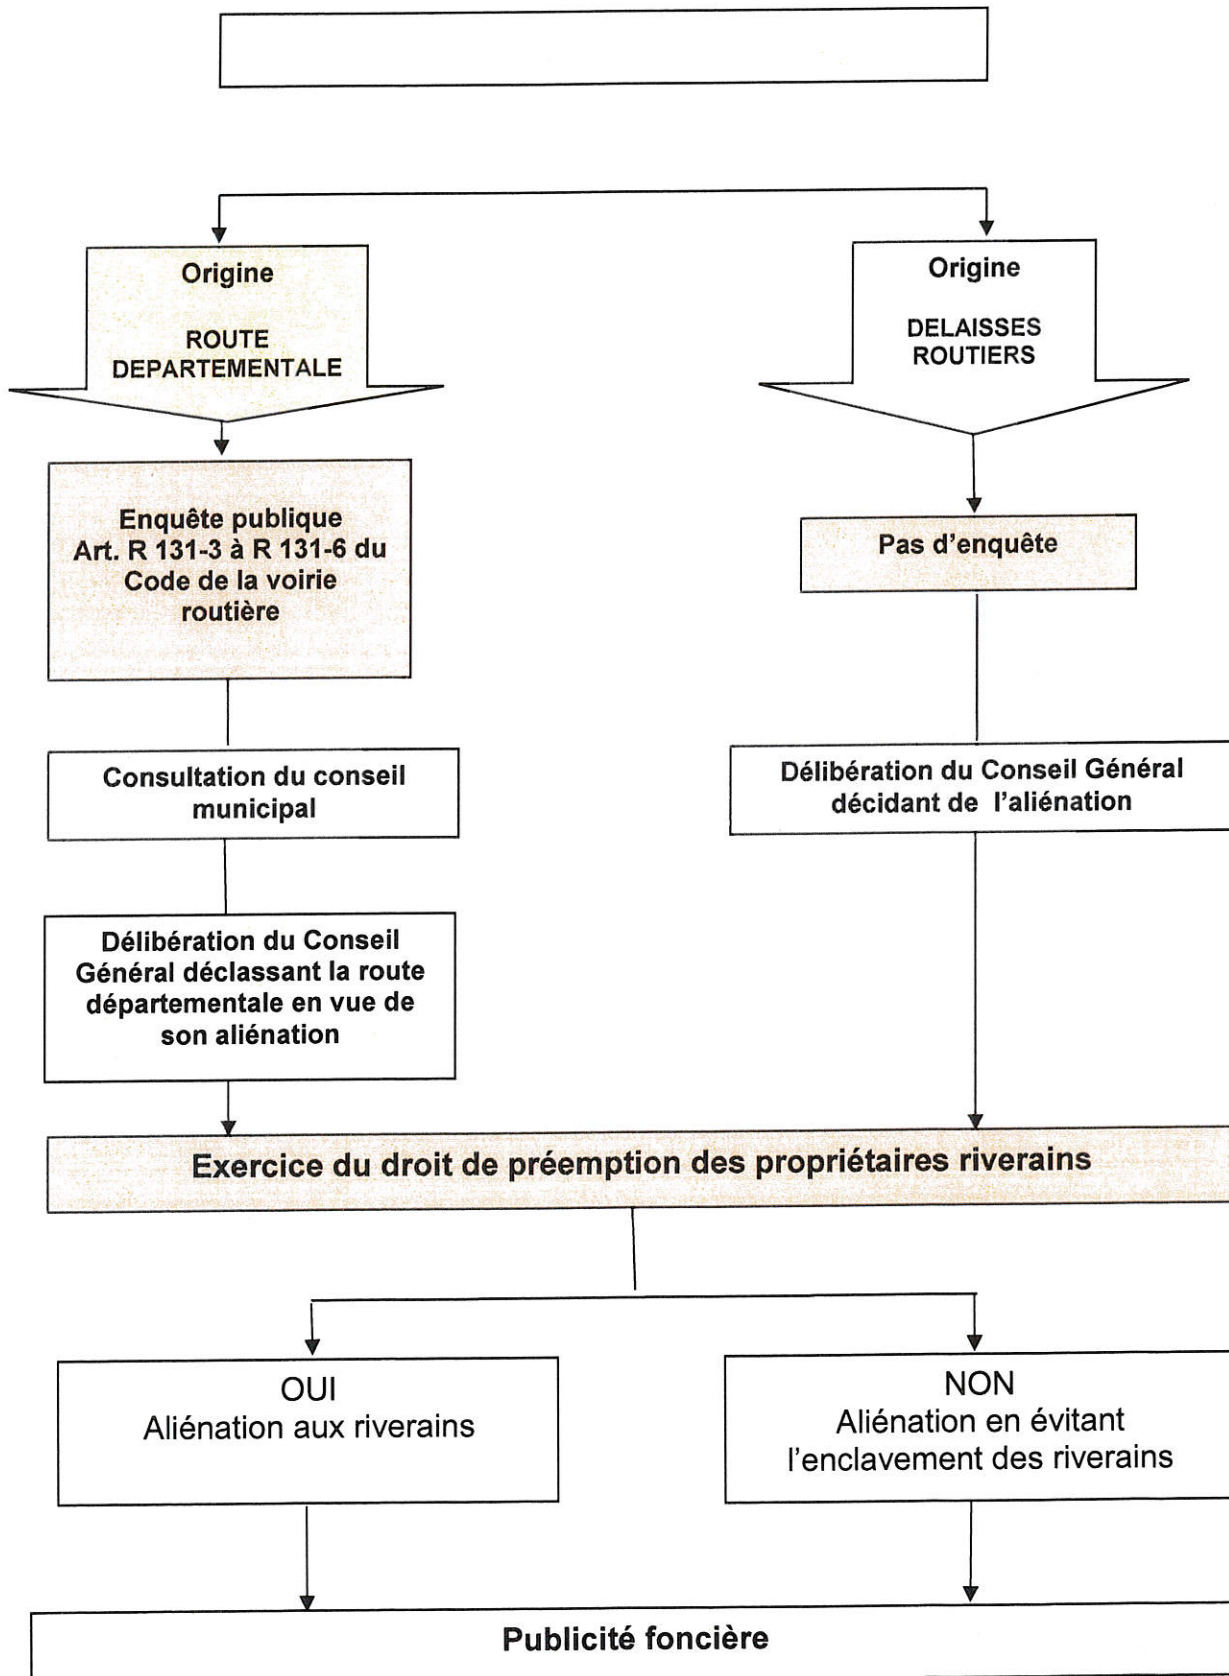 Origine
ROUTE
DEPARTEMENTALE
Origine
DELAISSES
ROUTIERS
Enquête publique
Art. R 131-3 à R 131-6 du
Code de la voirie
routière
Pas d’enquête
Consultation du conseil
municipal
Délibération du Conseil Général
décidant de l’aliénation
Délibération du Conseil
Général déclassant la route
départementale en vue de
son aliénation
Exercice du droit de préemption des propriétaires riverains
OUI
Aliénation aux riverains
NON
Aliénation en évitant
l’enclavement des riverains
Publicité foncière